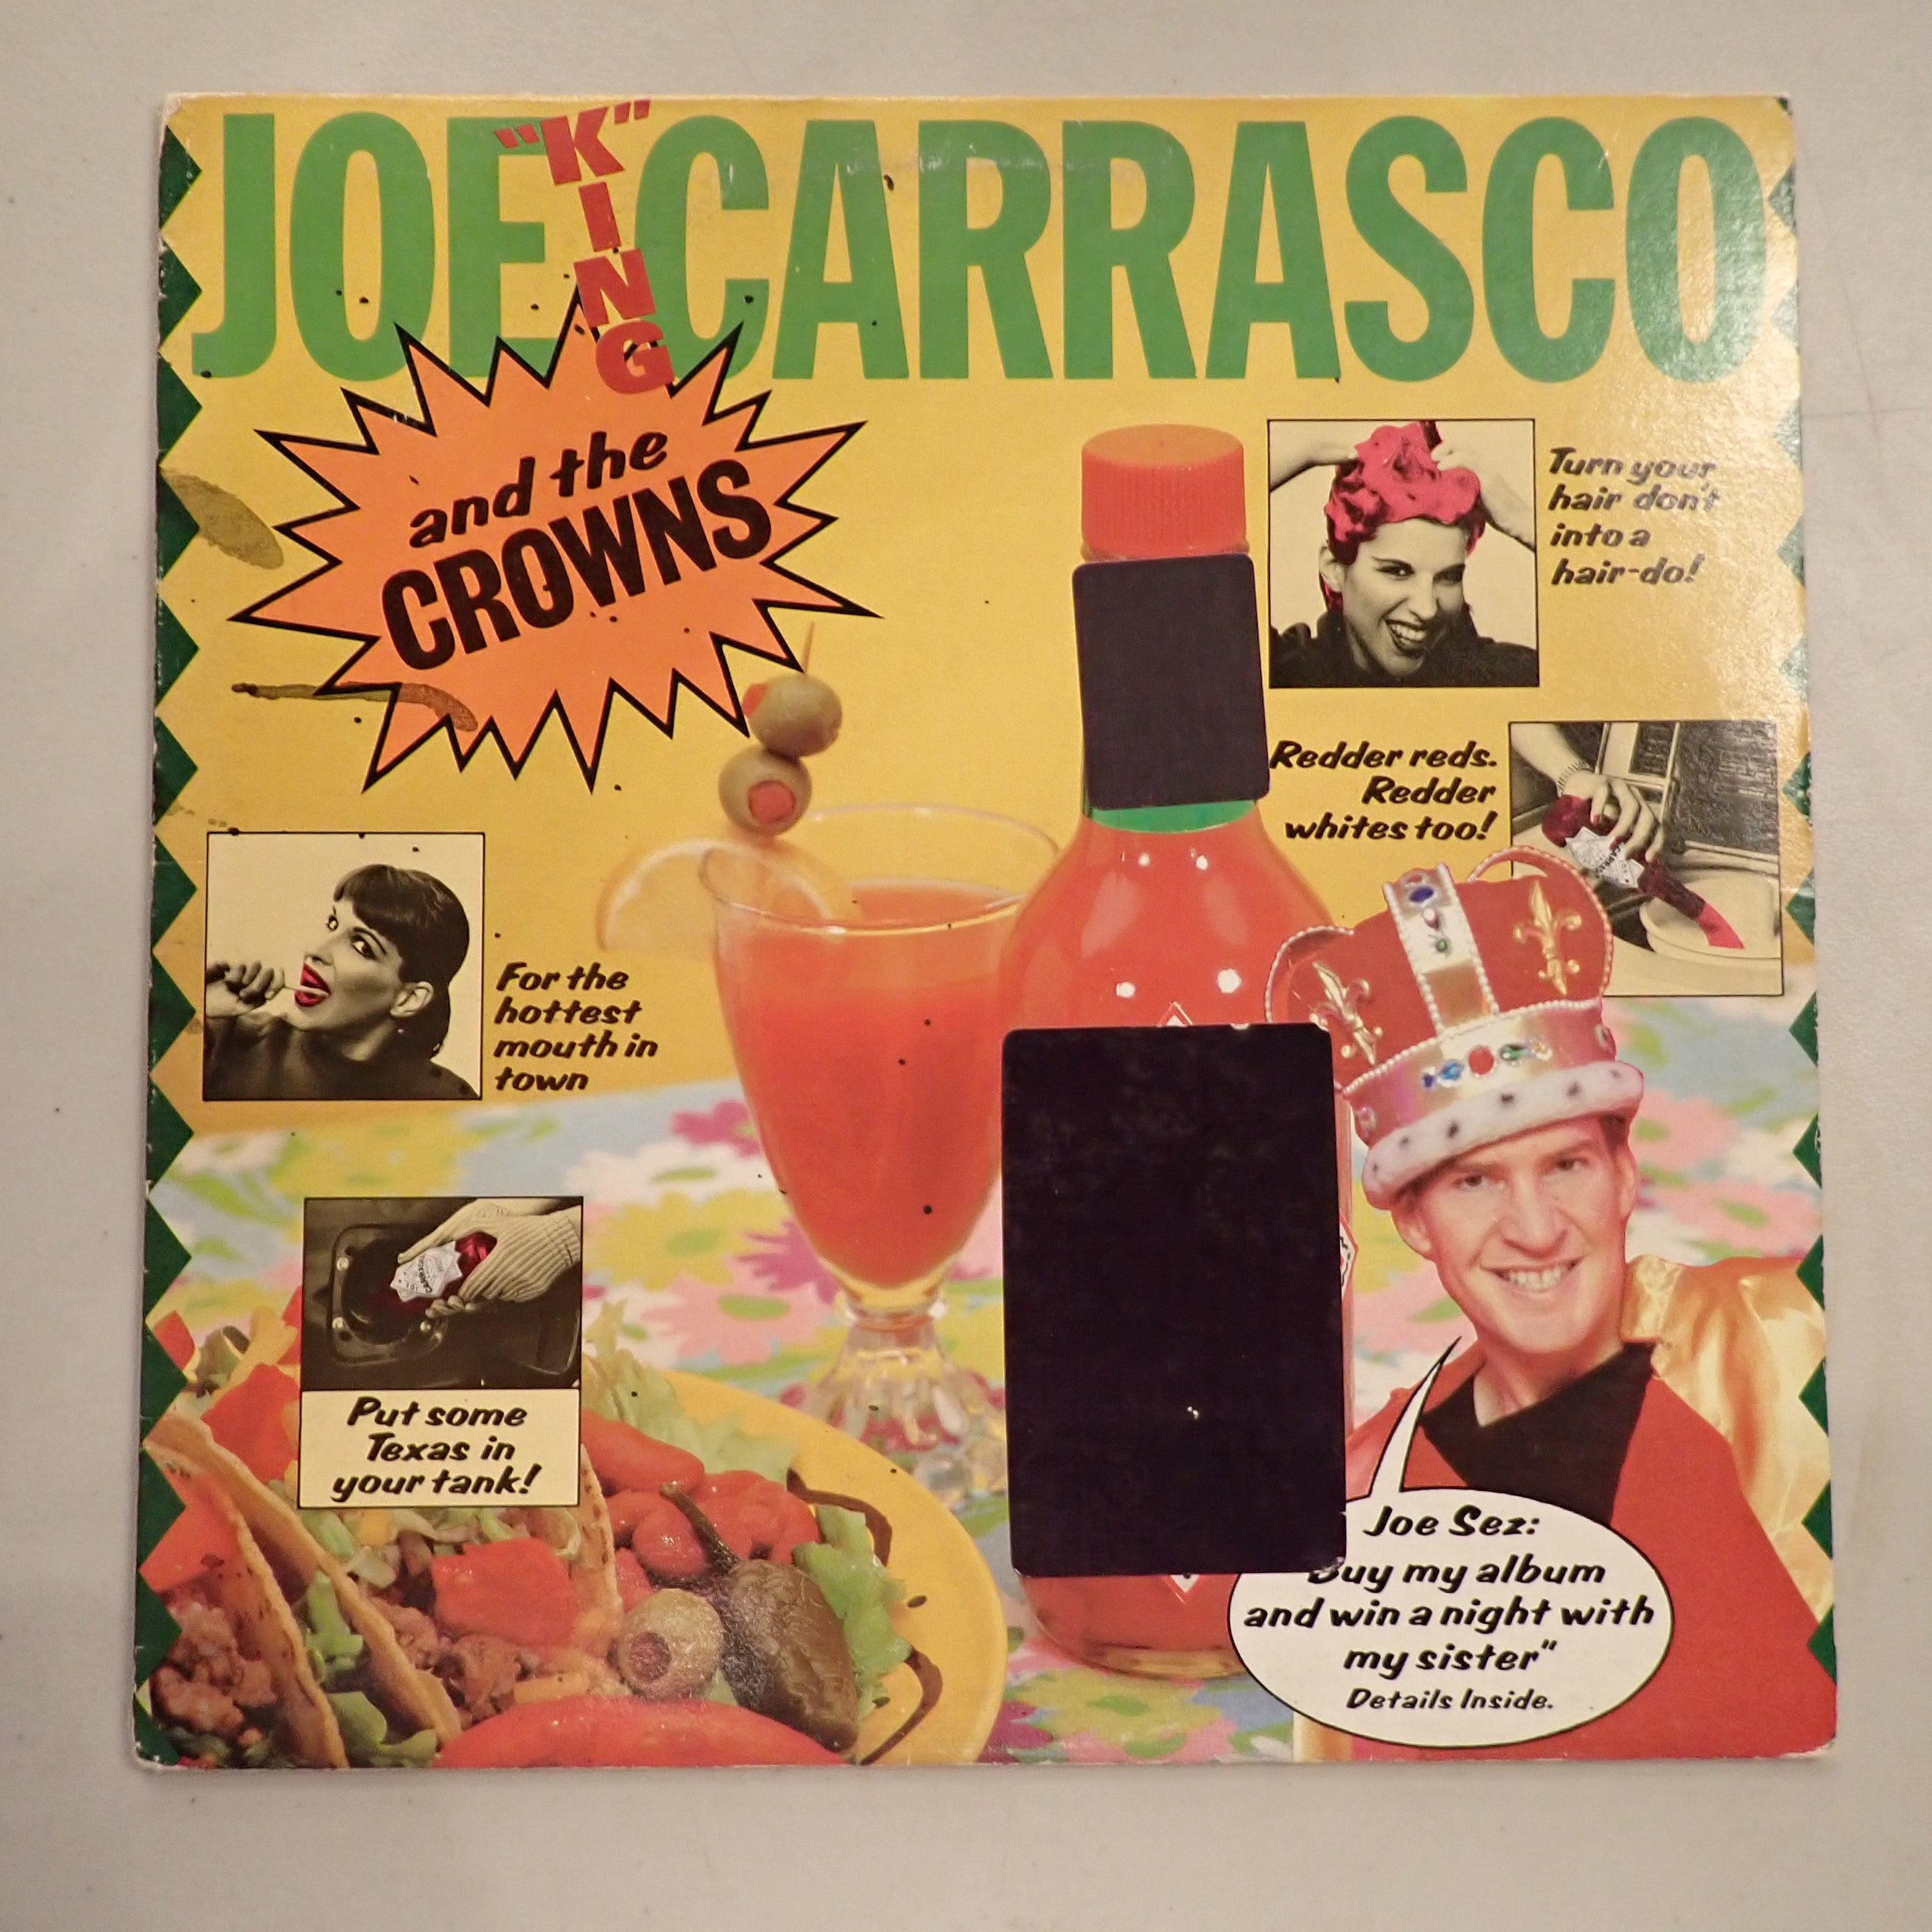 JOE "KING" CARRASCO
and the
CROWNS
Turn your
hair don't
into a
hair-do!
Redder reds.
Redder
whites too!
For the
hottest
mouth in
town
Put some
Texas in
your tank!
Joe Sez:
Buy my album
and win a night with
my sister"
Details Inside.